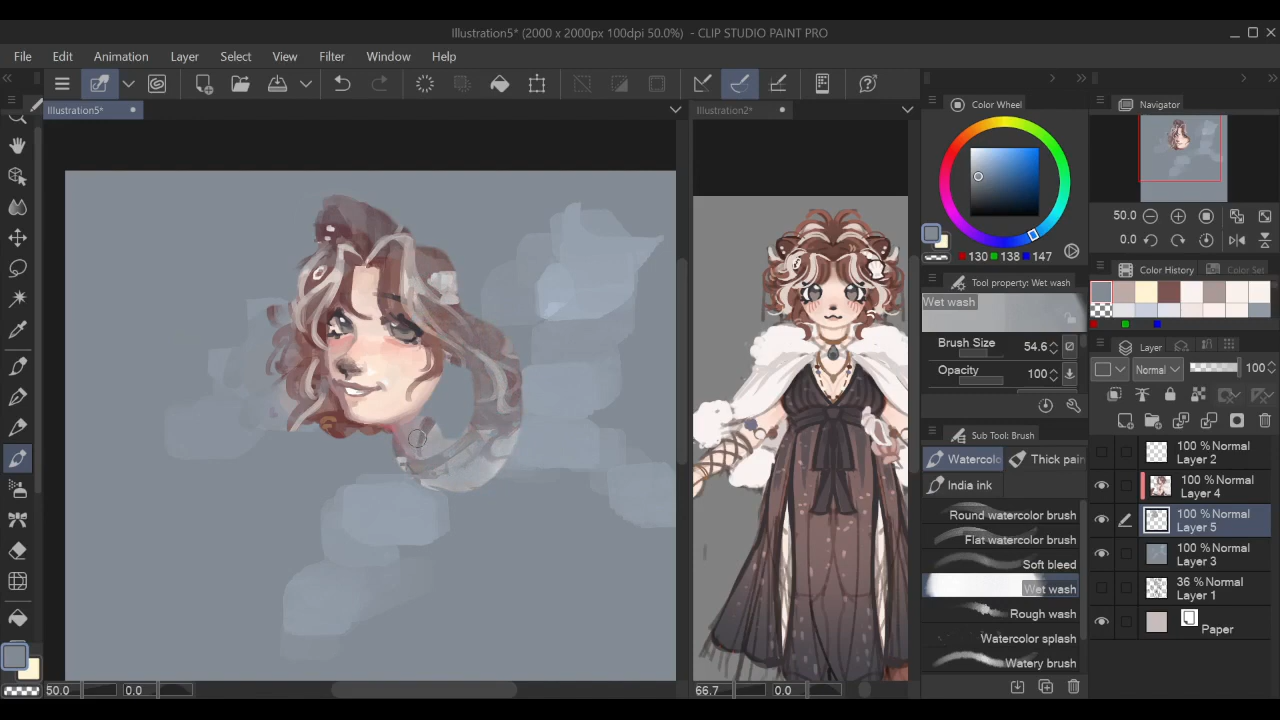 Illustration5* (2000 x 2000px 100dpi 50.0%) - CLIP STUDIO PAINT PRO
File Edit Animation Layer Select View Filter Window Help
Illustration5*
Illustration2*
Color Wheel
130 138 147
Tool property: Wet wash
Wet wash
Brush Size 54.6
Opacity 100
Sub Tool: Brush
Watercolo
Thick pain
India ink
Round watercolor brush
Flat watercolor brush
Soft bleed
Wet wash
Rough wash
Watercolor splash
Watery brush
Navigator
50.0
0.0
Color History
Color Set
Layer
Normal
100
100 % Normal
Layer 2
100 % Normal
Layer 4
100 % Normal
Layer 5
100 % Normal
Layer 3
36 % Normal
Layer 1
Paper
50.0
0.0
66.7
0.0